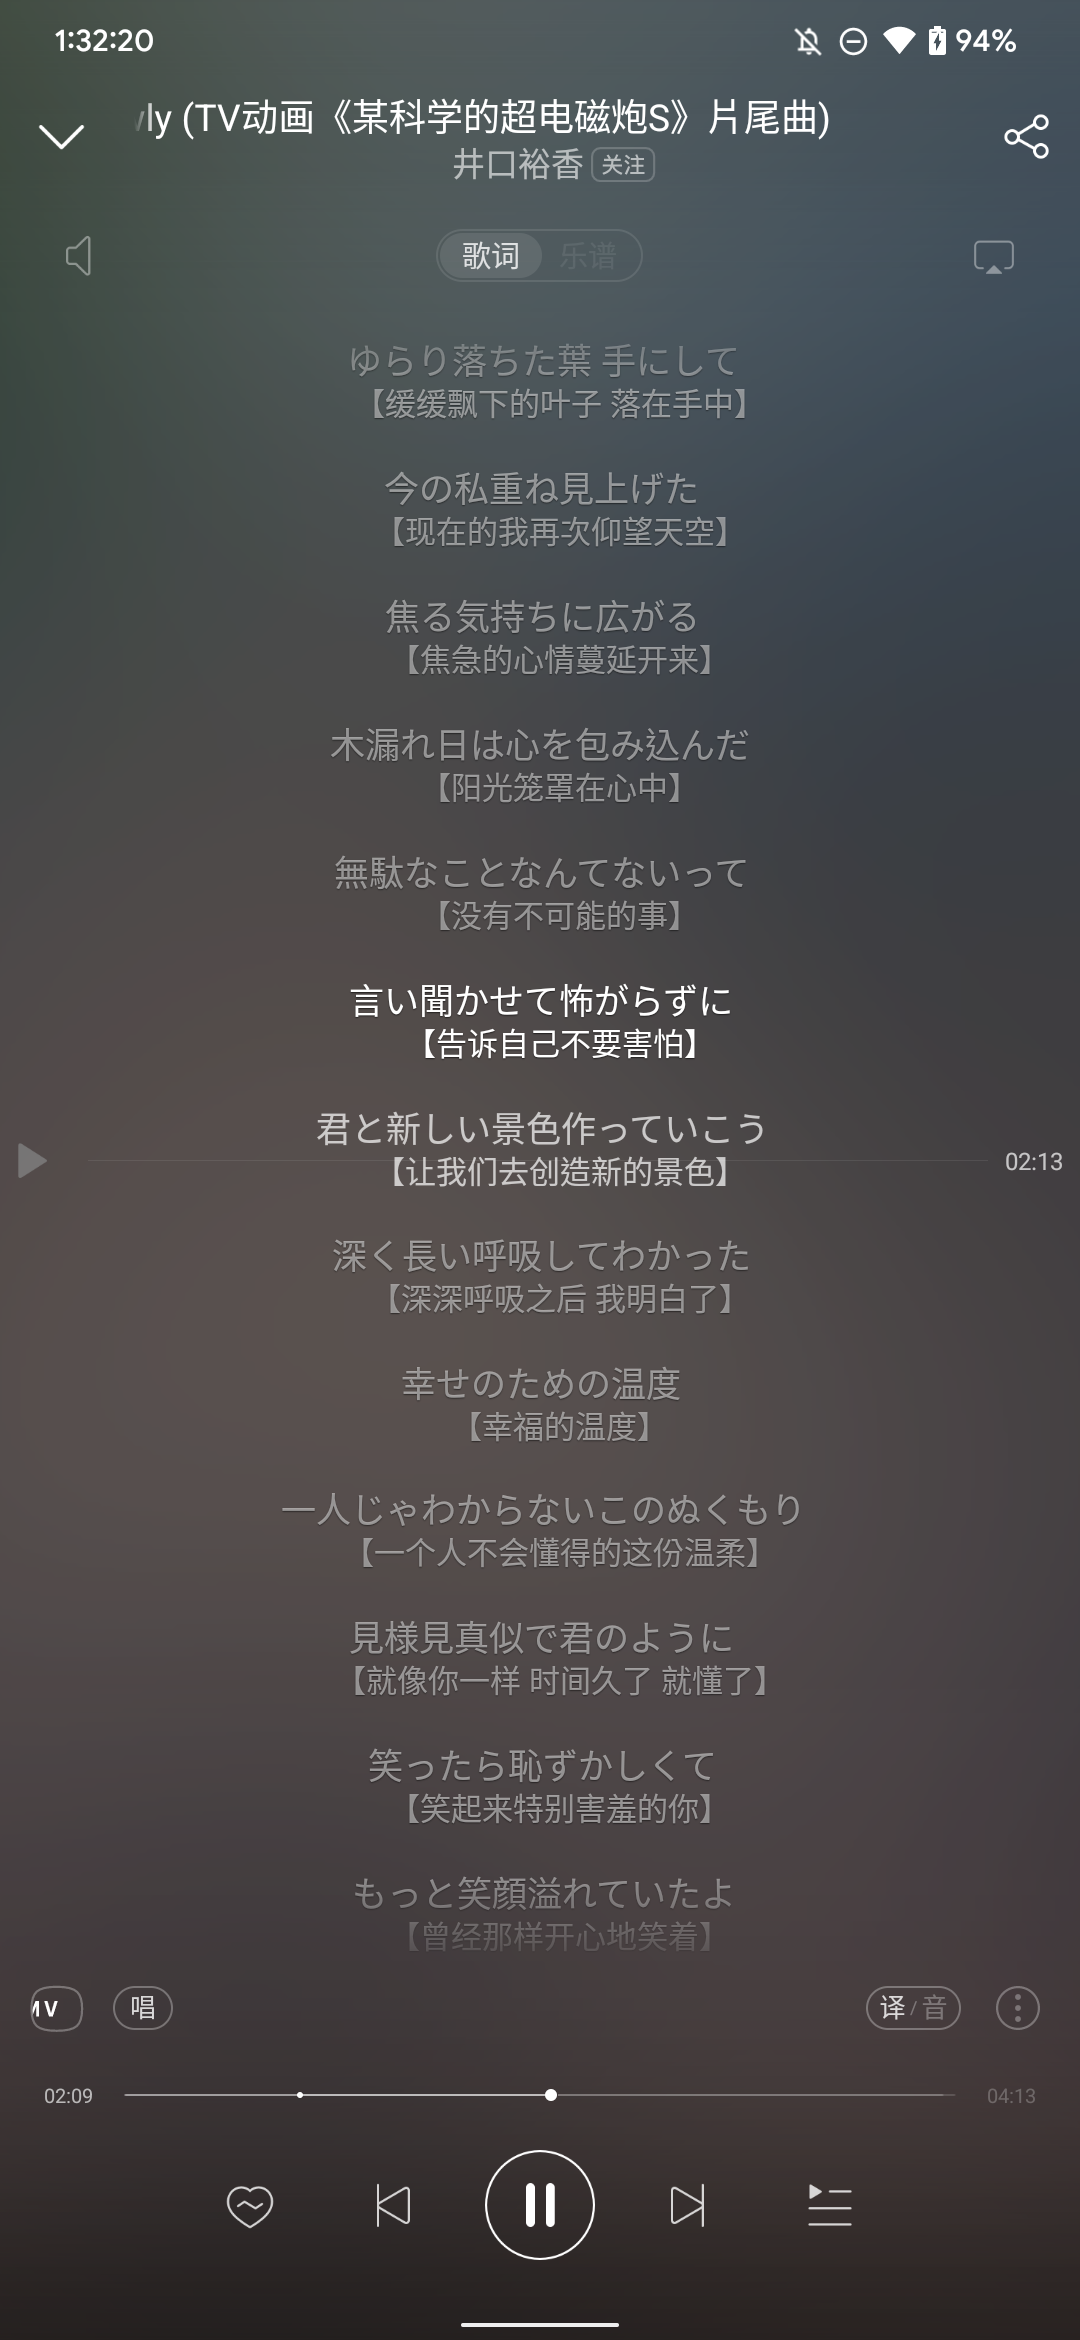 1:32:20
94%
ly (TV动画《某科学的超电磁炮S》片尾曲)
井口裕香 关注
歌词 乐谱
ゆらり落ちた葉 手にして
【缓缓飘下的叶子 落在手中】
今の私重ね見上げた
【现在的我再次仰望天空】
焦る気持ちに広がる
【焦急的心情蔓延开来】
木漏れ日は心を包み込んだ
【阳光笼罩在心中】
無駄なことなんてないって
【没有不可能的事】
言い聞かせて怖がらずに
【告诉自己不要害怕】
君と新しい景色作っていこう
【让我们去创造新的景色】
02:13
深く長い呼吸してわかった
【深深呼吸之后 我明白了】
幸せのための温度
【幸福的温度】
一人じゃわからないこのぬくもり
【一个人不会懂得的这份温柔】
見様見真似で君のように
【就像你一样 时间久了 就懂了】
笑ったら恥ずかしくて
【笑起来特别害羞的你】
もっと笑顔溢れていたよ
【曾经那样开心地笑着】
V 唱 译/音
02:09 04:13